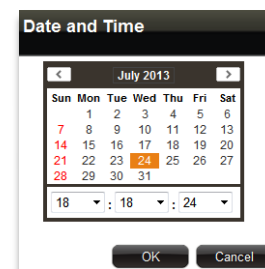 Date and Time
< July 2013 >
Sun Mon Tue Wed Thu Fri Sat
1 2 3 4 5 6
7 8 9 10 11 12 13
14 15 16 17 18 19 20
21 22 23 24 25 26 27
28 29 30 31
18 : 18 : 24
OK Cancel